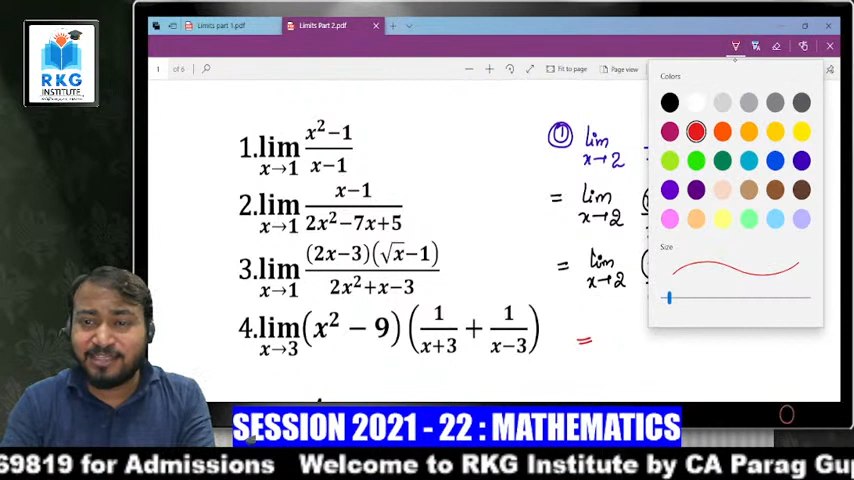 Limits part 1.pdf
Limits Part 2.pdf
RKG
INSTITUTE
1 of 6
Fit to page
Page view
Colors
Size
1. lim x→1 (x²−1)/(x−1)
2. lim x→1 (x−1)/(2x²−7x+5)
3. lim x→1 (2x−3)(√x−1)/(2x²+x−3)
4. lim x→3 (x² − 9) (1/(x+3) + 1/(x−3)) =
① lim x→2
= lim x→2
= lim x→2
SESSION 2021 - 22 : MATHEMATICS
69819 for Admissions Welcome to RKG Institute by CA Parag Gup